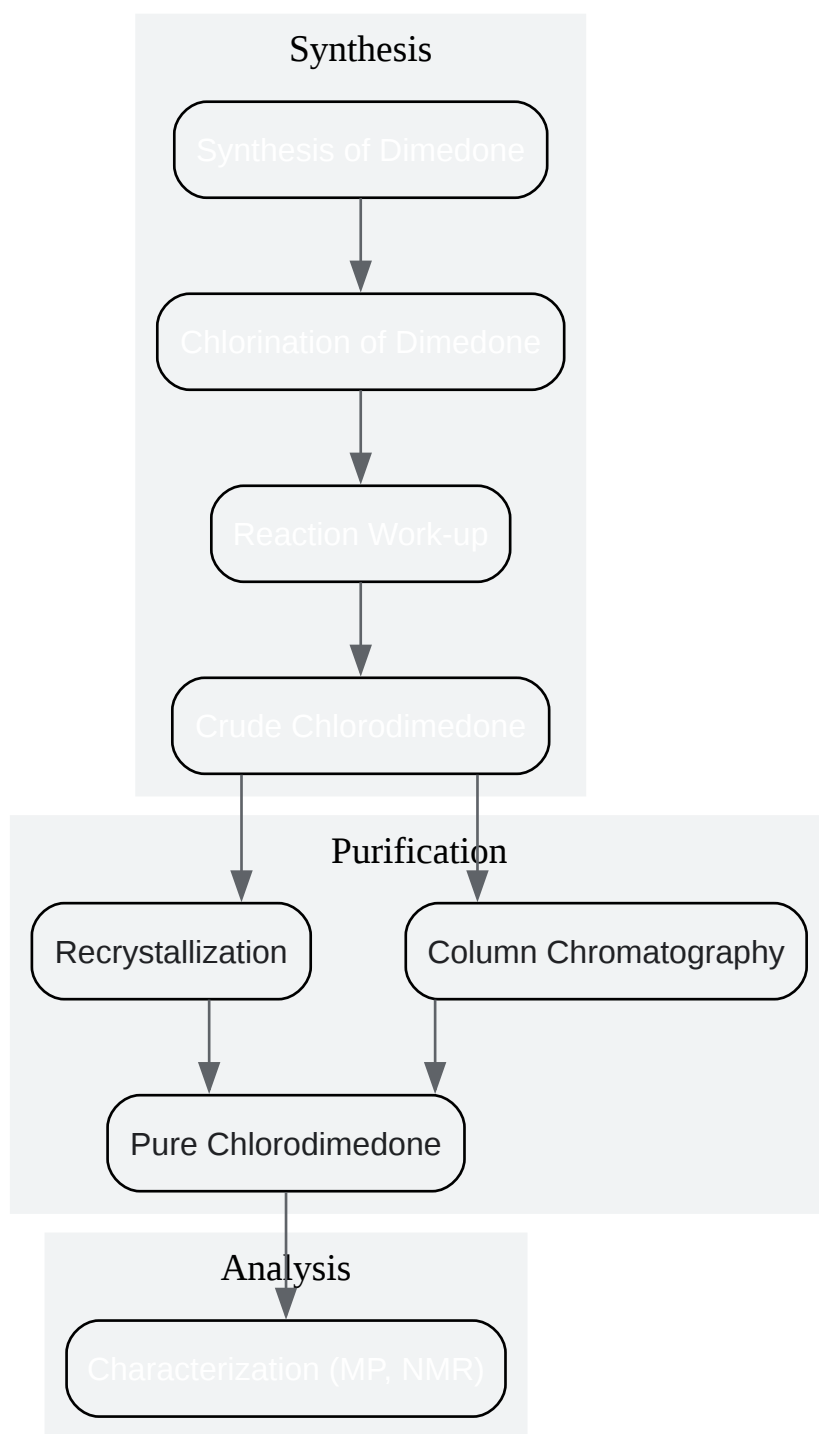 Synthesis
Synthesis of Dimedone
Chlorination of Dimedone
Reaction Work-up
Crude Chlorodimedone
Purification
Recrystallization
Column Chromatography
Pure Chlorodimedone
Analysis
Characterization (MP, NMR)